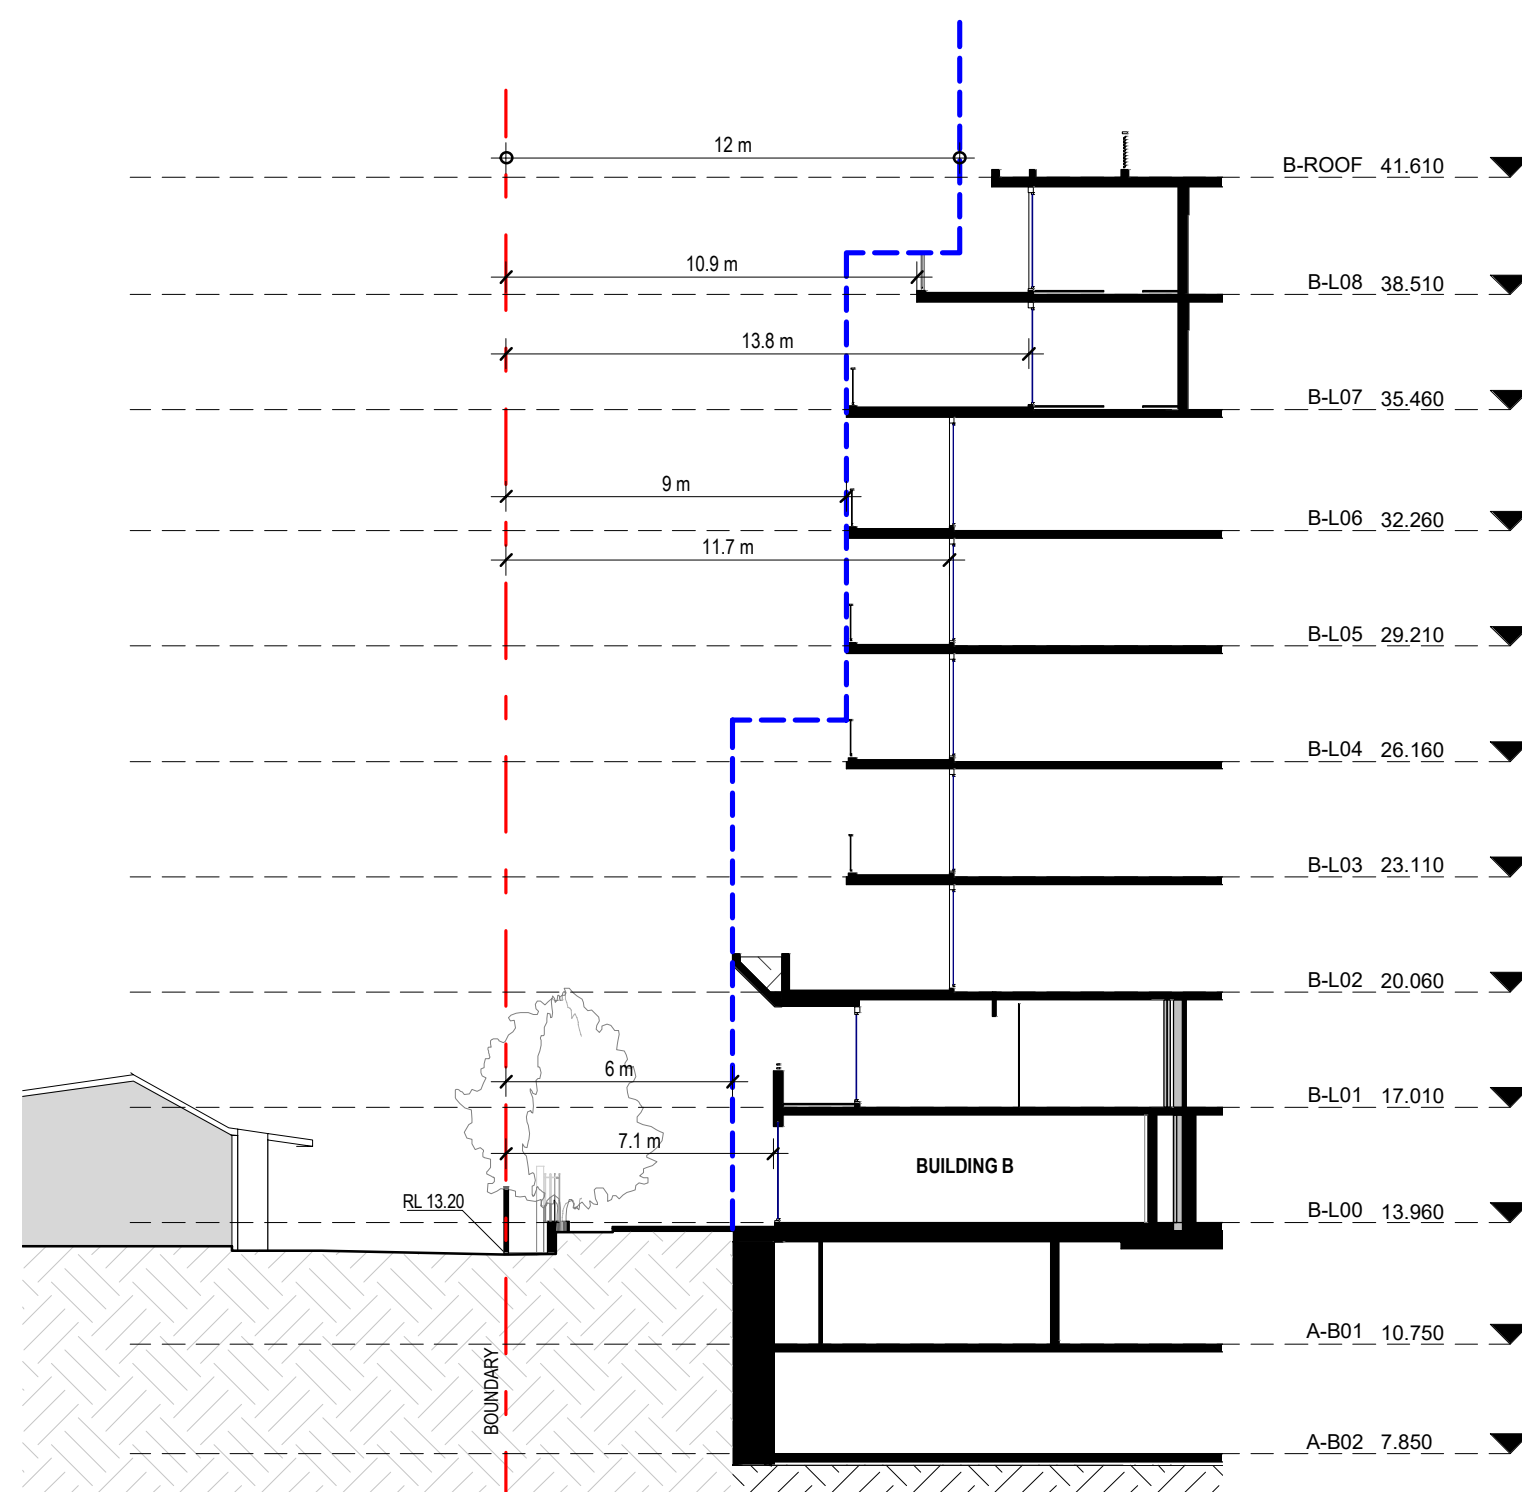 12 m
B-ROOF 41.610
10.9 m
B-L08 38.510
13.8 m
B-L07 35.460
9 m
B-L06 32.260
11.7 m
B-L05 29.210
B-L04 26.160
B-L03 23.110
B-L02 20.060
6 m
B-L01 17.010
7.1 m
BUILDING B
RL 13.20
B-L00 13.960
A-B01 10.750
BOUNDARY
A-B02 7.850